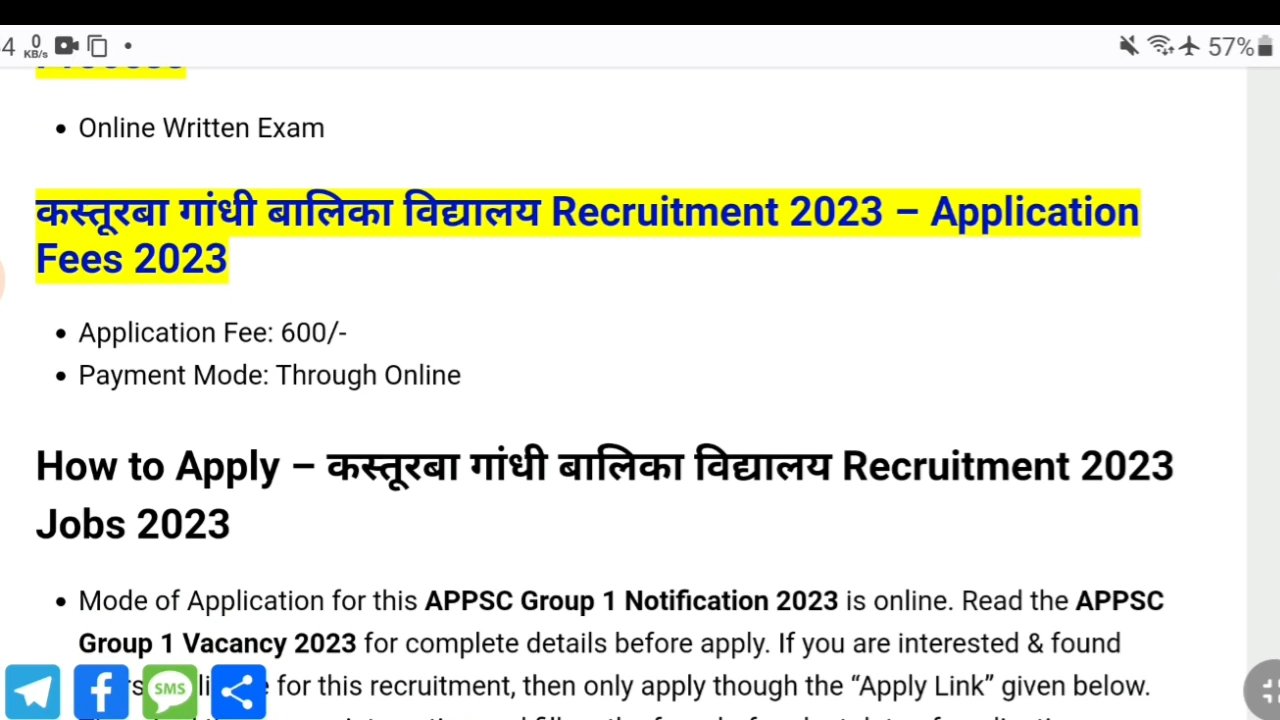 4 0 KB/s 57%
Online Written Exam
कस्तूरबा गांधी बालिका विद्यालय Recruitment 2023 – Application
Fees 2023
Application Fee: 600/-
Payment Mode: Through Online
How to Apply – कस्तूरबा गांधी बालिका विद्यालय Recruitment 2023
Jobs 2023
Mode of Application for this APPSC Group 1 Notification 2023 is online. Read the APPSC
Group 1 Vacancy 2023 for complete details before apply. If you are interested & found
SMS for this recruitment, then only apply though the “Apply Link” given below.